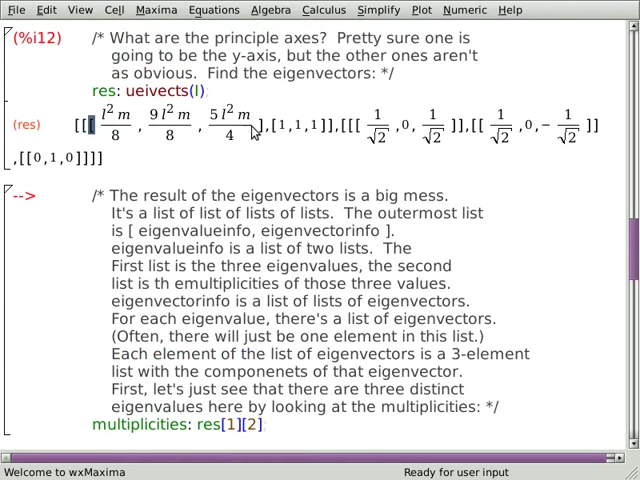 File Edit View Cell Maxima Equations Algebra Calculus Simplify Plot Numeric Help
(%i12) /* What are the principle axes? Pretty sure one is
going to be the y-axis, but the other ones aren't
as obvious. Find the eigenvectors: */
res: ueivects(I);
(res) [[[ l² m / 8 , 9 l² m / 8 , 5 l² m / 4 ],[1,1,1]],[[[ 1/√2 ,0, 1/√2 ]],[[ 1/√2 ,0,− 1/√2 ]]
,[[0,1,0]]]]
--> /* The result of the eigenvectors is a big mess.
It's a list of list of lists of lists. The outermost list
is [ eigenvalueinfo, eigenvectorinfo ].
eigenvalueinfo is a list of two lists. The
First list is the three eigenvalues, the second
list is th emultiplicities of those three values.
eigenvectorinfo is a list of lists of eigenvectors.
For each eigenvalue, there's a list of eigenvectors.
(Often, there will just be one element in this list.)
Each element of the list of eigenvectors is a 3-element
list with the componenets of that eigenvector.
First, let's just see that there are three distinct
eigenvalues here by looking at the multiplicities: */
multiplicities: res[1][2];
Welcome to wxMaxima Ready for user input